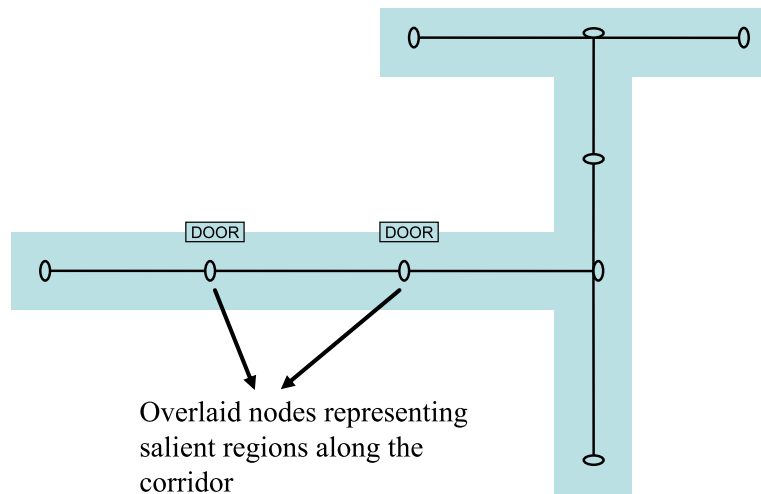 DOOR
DOOR
Overlaid nodes representing
salient regions along the
corridor